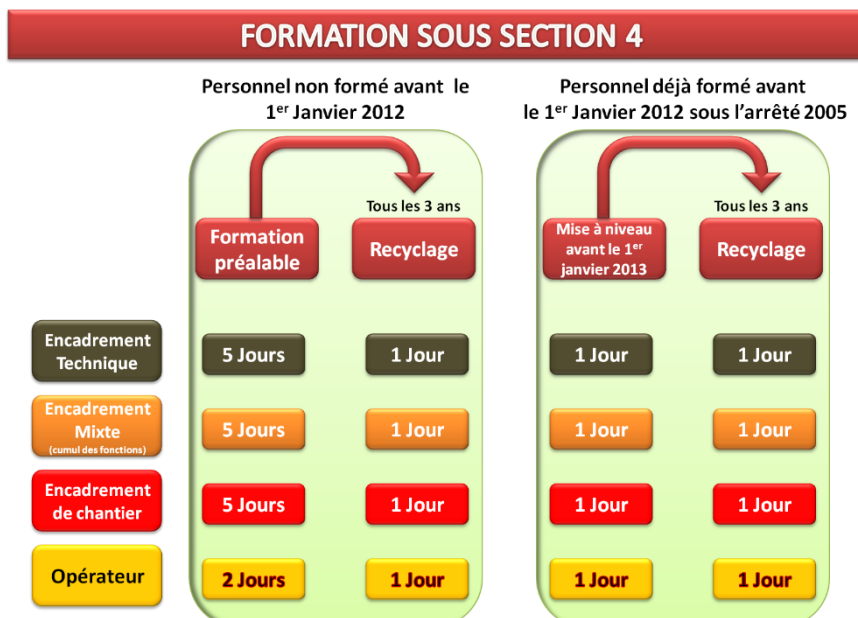 FORMATION SOUS SECTION 4
Personnel non formé avant le
1er Janvier 2012
Personnel déjà formé avant
le 1er Janvier 2012 sous l'arrêté 2005
Tous les 3 ans
Formation
préalable
Recyclage
Tous les 3 ans
Mise à niveau
avant le 1er
janvier 2013
Recyclage
Encadrement
Technique
5 Jours
1 Jour
1 Jour
1 Jour
Encadrement
Mixte
(cumul des fonctions)
5 Jours
1 Jour
1 Jour
1 Jour
Encadrement
de chantier
5 Jours
1 Jour
1 Jour
1 Jour
Opérateur
2 Jours
1 Jour
1 Jour
1 Jour